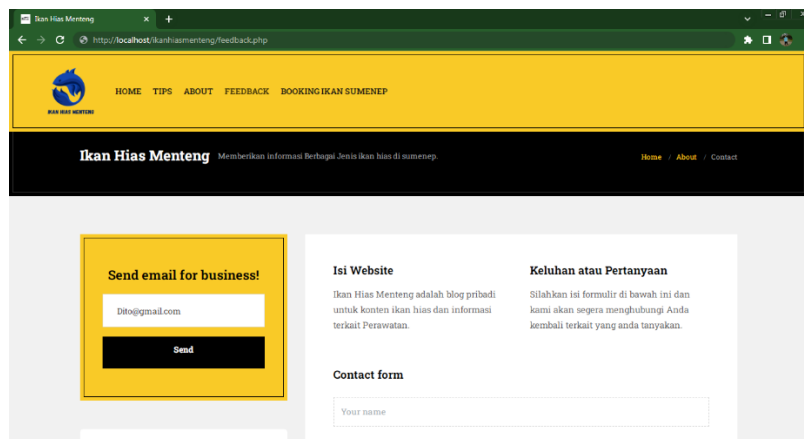 Ikan Hias Menteng
http://localhost/ikanhiasmenteng/feedback.php
IKAN HIAS MENTENG
HOME TIPS ABOUT FEEDBACK BOOKING IKAN SUMENEP
Ikan Hias Menteng Memberikan informasi Berbagai Jenis ikan hias di sumenep.
Home / About / Contact
Send email for business!
Dito@gmail.com
Send
Isi Website
Ikan Hias Menteng adalah blog pribadi
untuk konten ikan hias dan informasi
terkait Perawatan.
Keluhan atau Pertanyaan
Silahkan isi formulir di bawah ini dan
kami akan segera menghubungi Anda
kembali terkait yang anda tanyakan.
Contact form
Your name